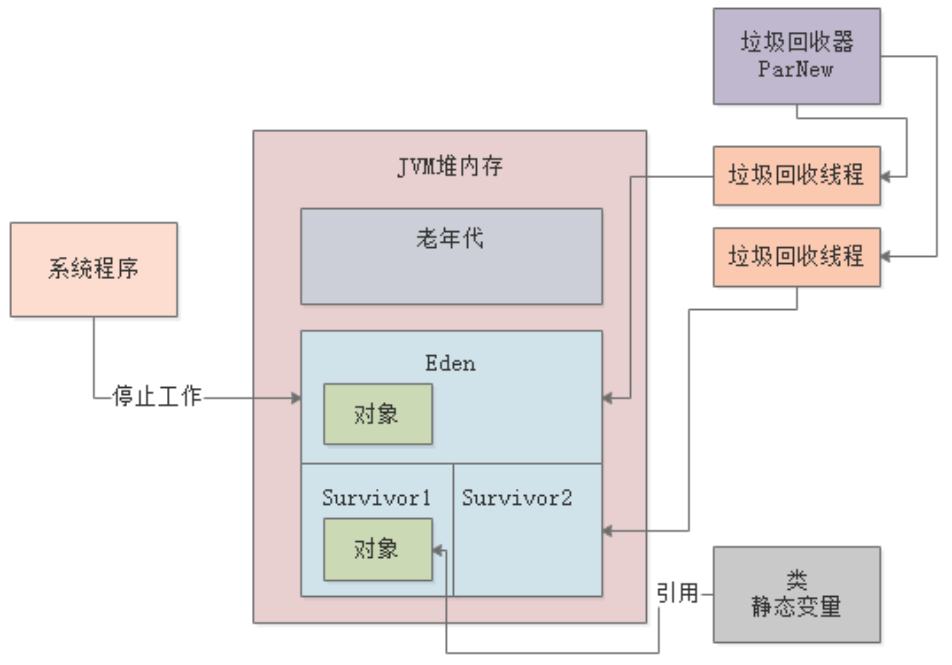 垃圾回收器
ParNew
JVM堆内存
垃圾回收线程
老年代
系统程序
垃圾回收线程
Eden
停止工作
对象
Survivor1
Survivor2
对象
引用
类
静态变量